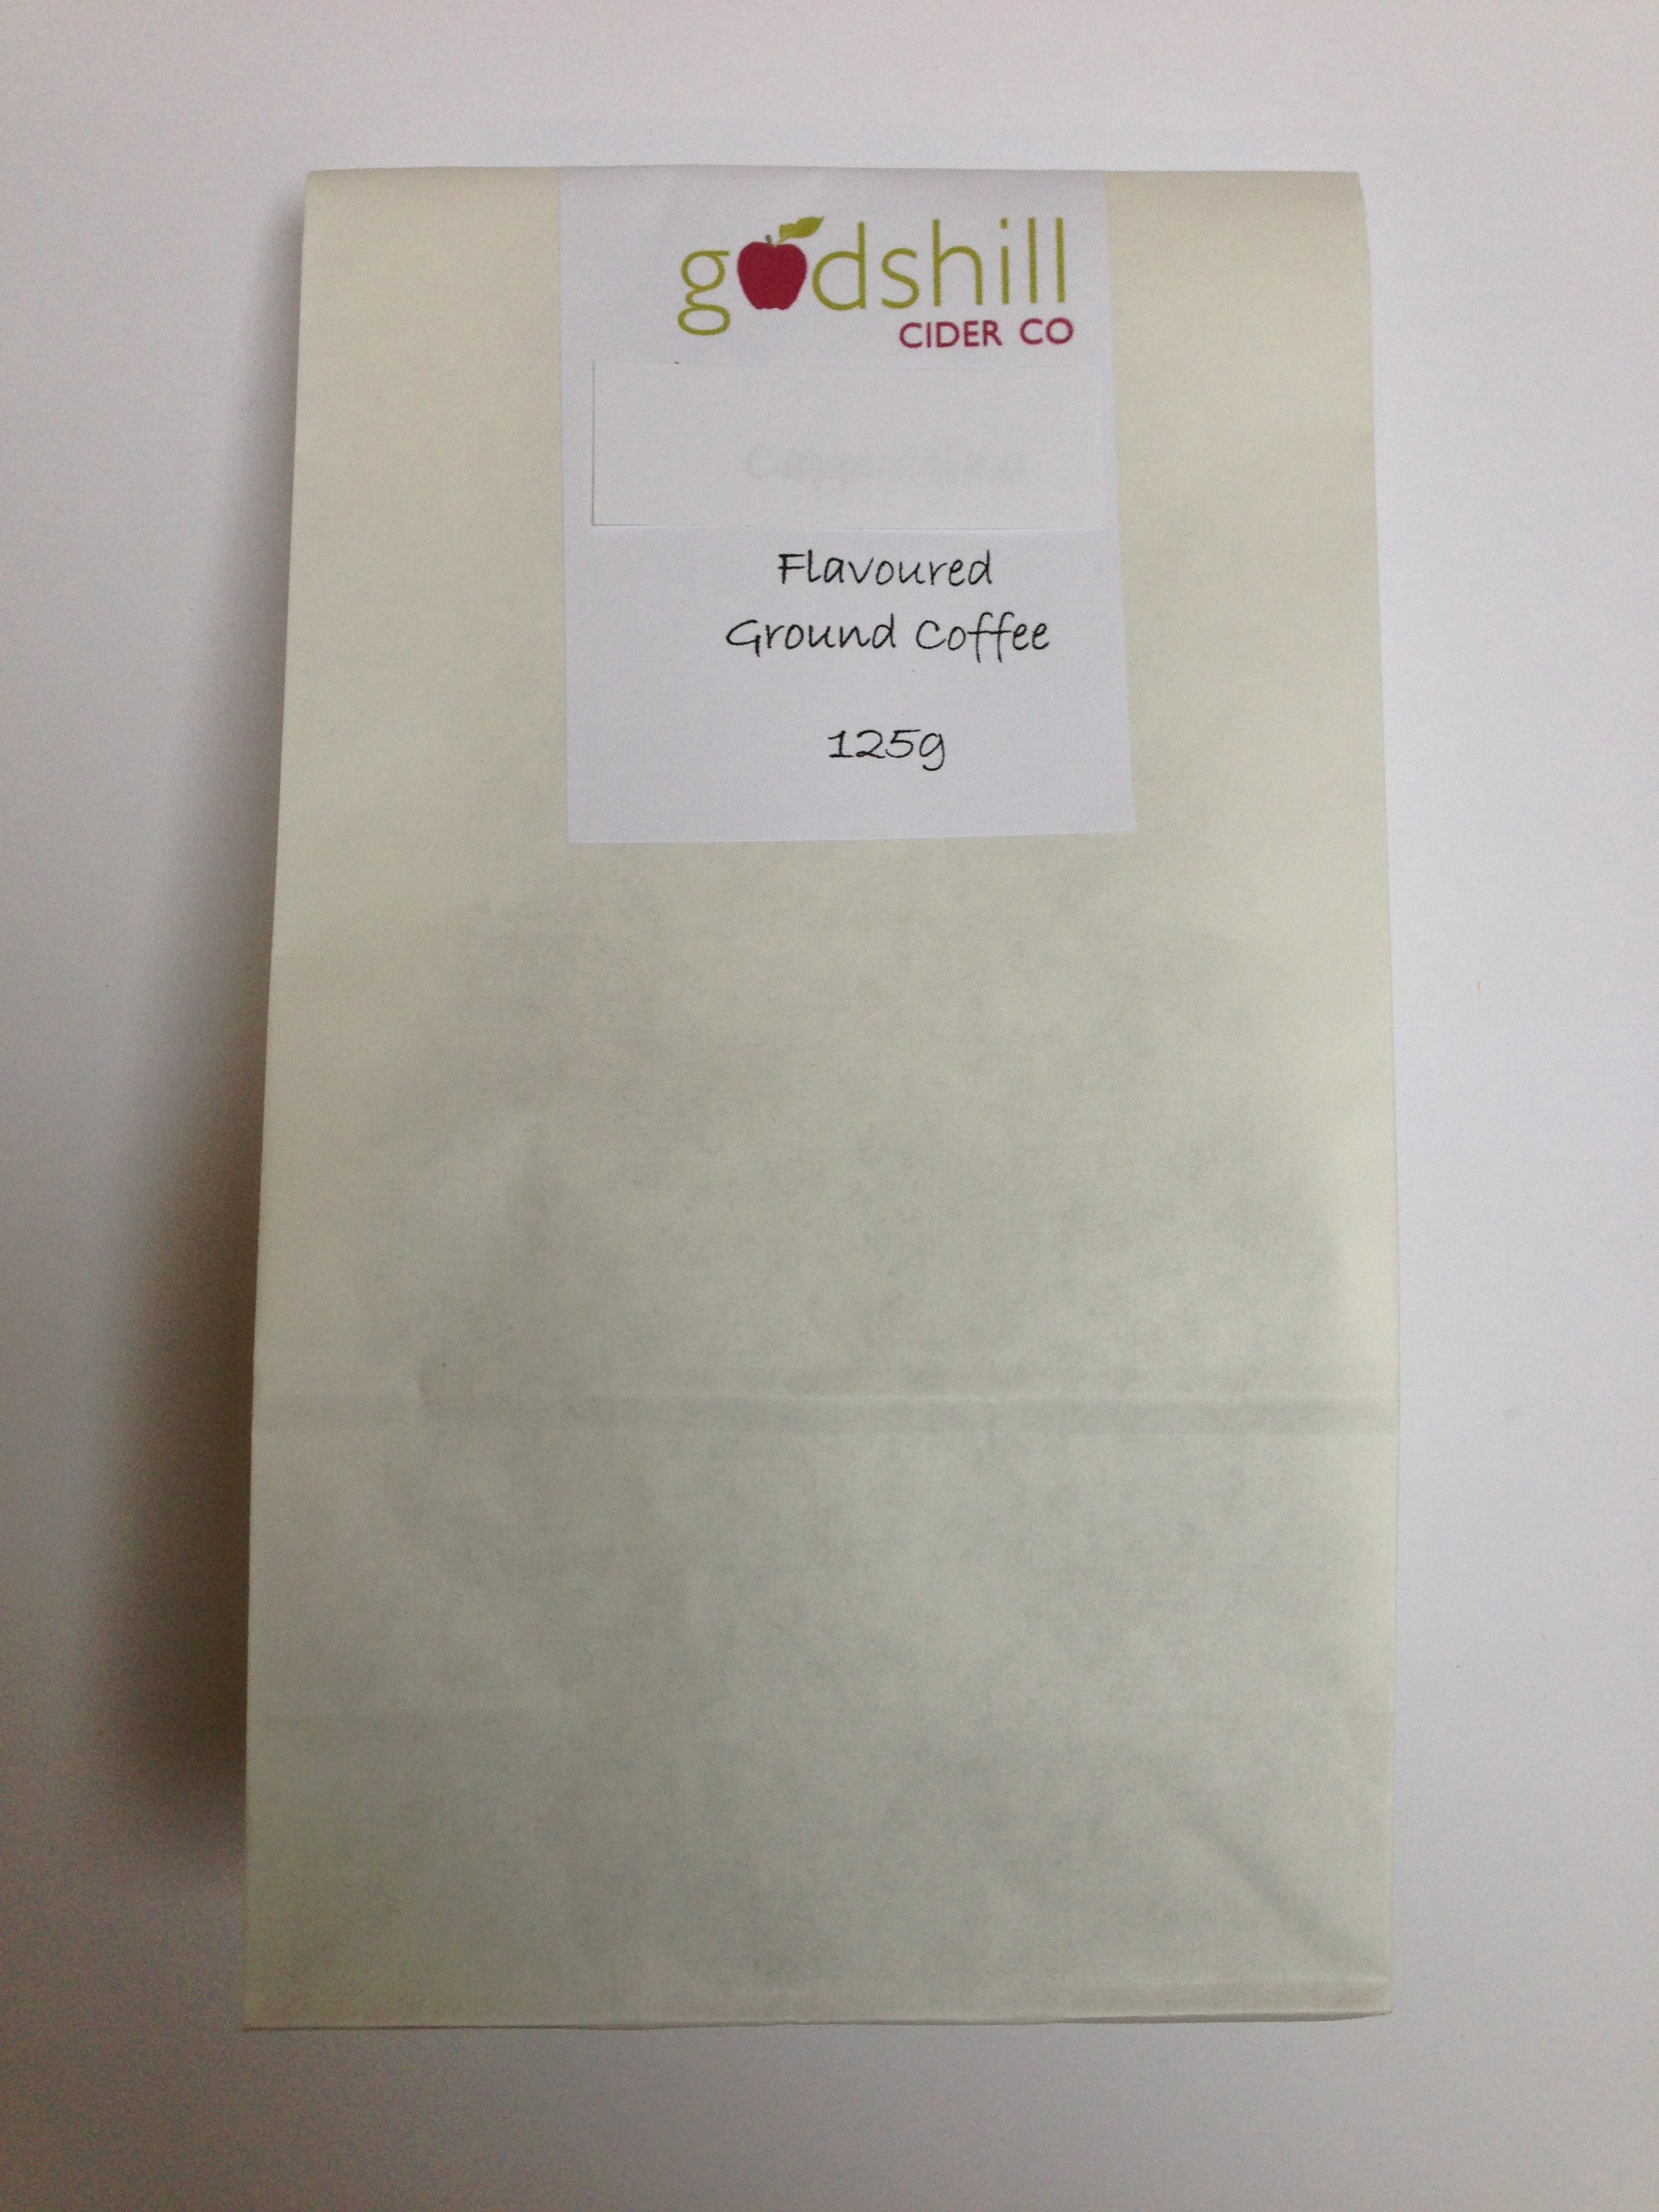 godshill
CIDER CO
Flavoured
Ground Coffee
125g